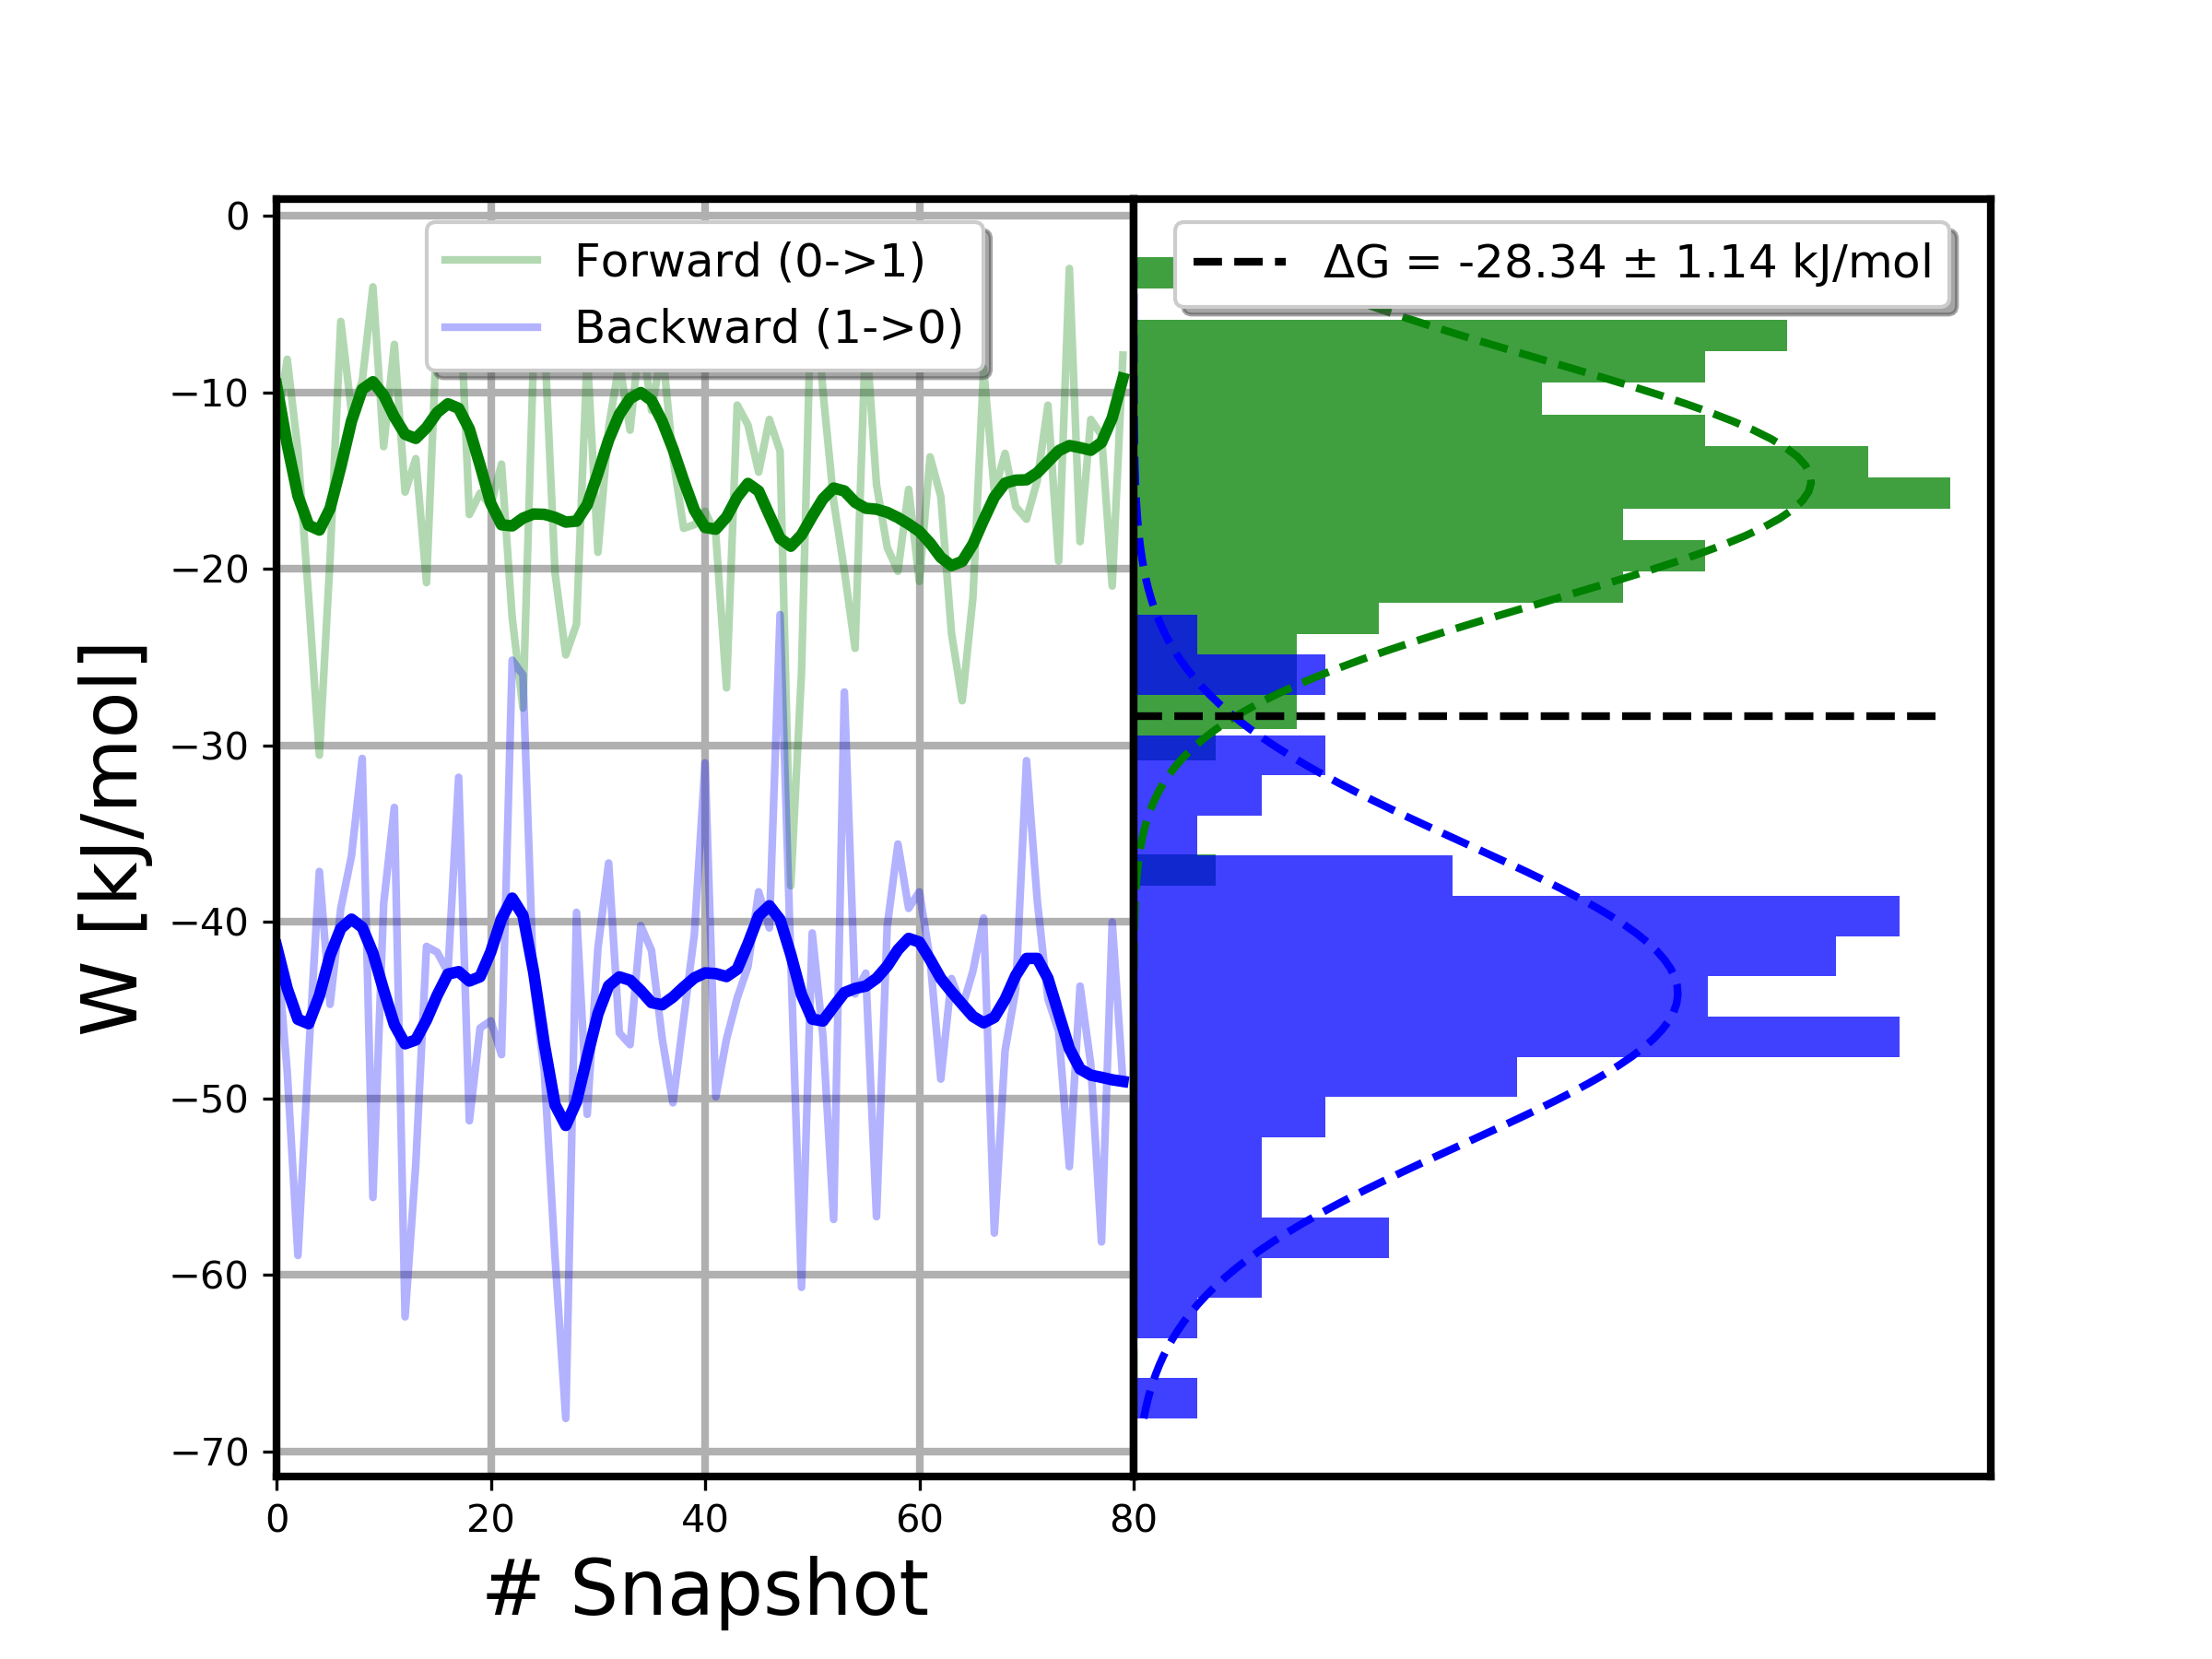 W [kJ/mol]
0
−10
−20
−30
−40
−50
−60
−70
Forward (0->1)
Backward (1->0)
ΔG = -28.34 ± 1.14 kJ/mol
0 20 40 60 80
# Snapshot